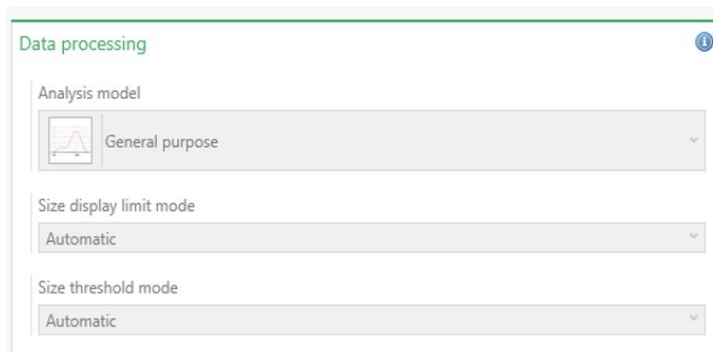 Data processing
Analysis model
General purpose
Size display limit mode
Automatic
Size threshold mode
Automatic